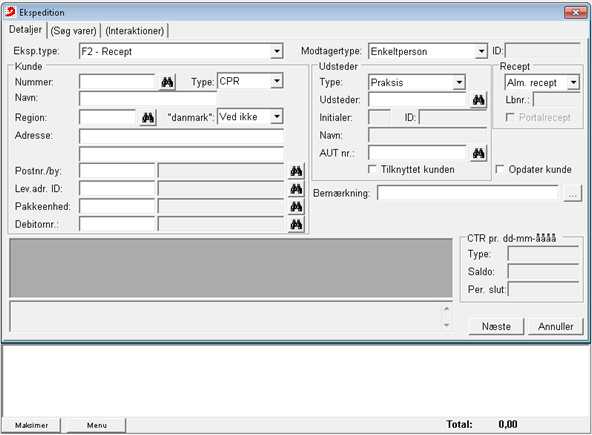 Ekspedition
Detaljer (Søg varer) (Interaktioner)
Eksp.type: F2 - Recept Modtagertype: Enkeltperson ID:
Kunde Udsteder Recept
Nummer: Type: CPR Type: Praksis Alm. recept
Navn: Udsteder: Lbnr.:
Region: "danmark": Ved ikke Initialer: ID: Portalrecept
Adresse: Navn:
AUT nr.:
Postnr./by: Tilknyttet kunden Opdater kunde
Lev.adr. ID: Bemærkning: ...
Pakkeenhed:
Debitornr.:
CTR pr. dd-mm-åååå
Type:
Saldo:
Per. slut:
Næste Annuller
Maksimer Menu Total: 0,00